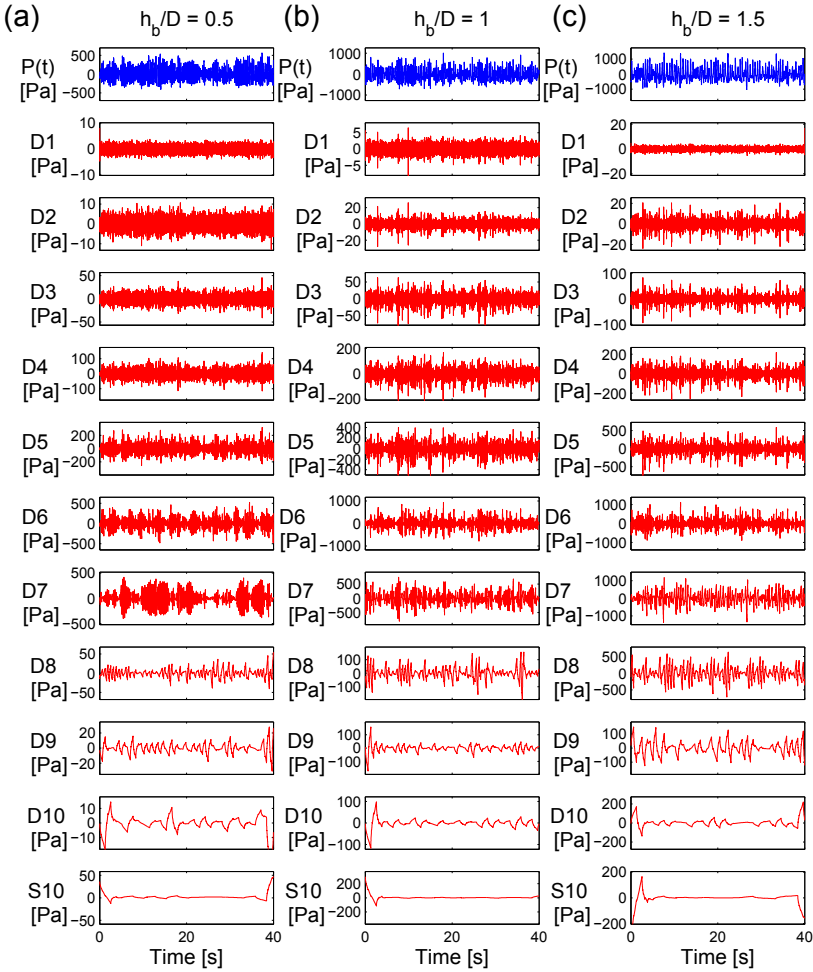 (a) h_b/D = 0.5 (b) h_b/D = 1 (c) h_b/D = 1.5
P(t) [Pa] 500 0 −500 P(t) [Pa] 1000 0 −1000 P(t) [Pa] 1000 0 −1000
D1 [Pa] 10 0 −10 D1 [Pa] 5 0 −5 D1 [Pa] 20 0 −20
D2 [Pa] 10 0 −10 D2 [Pa] 20 0 −20 D2 [Pa] 20 0 −20
D3 [Pa] 50 0 −50 D3 [Pa] 50 0 −50 D3 [Pa] 100 0 −100
D4 [Pa] 100 0 −100 D4 [Pa] 200 0 −200 D4 [Pa] 200 0 −200
D5 [Pa] 200 0 −200 D5 [Pa] 400 200 0 −200 −400 D5 [Pa] 500 0 −500
D6 [Pa] 500 0 −500 D6 [Pa] 1000 0 −1000 D6 [Pa] 1000 0 −1000
D7 [Pa] 500 0 −500 D7 [Pa] 500 0 −500 D7 [Pa] 1000 0 −1000
D8 [Pa] 50 0 −50 D8 [Pa] 100 0 −100 D8 [Pa] 500 0 −500
D9 [Pa] 20 0 −20 D9 [Pa] 100 0 −100 D9 [Pa] 100 0 −100
D10 [Pa] 10 0 −10 D10 [Pa] 100 0 −100 D10 [Pa] 200 0 −200
S10 [Pa] 50 0 −50 S10 [Pa] 200 0 −200 S10 [Pa] 200 0 −200
0 20 40 0 20 40 0 20 40
Time [s] Time [s] Time [s]